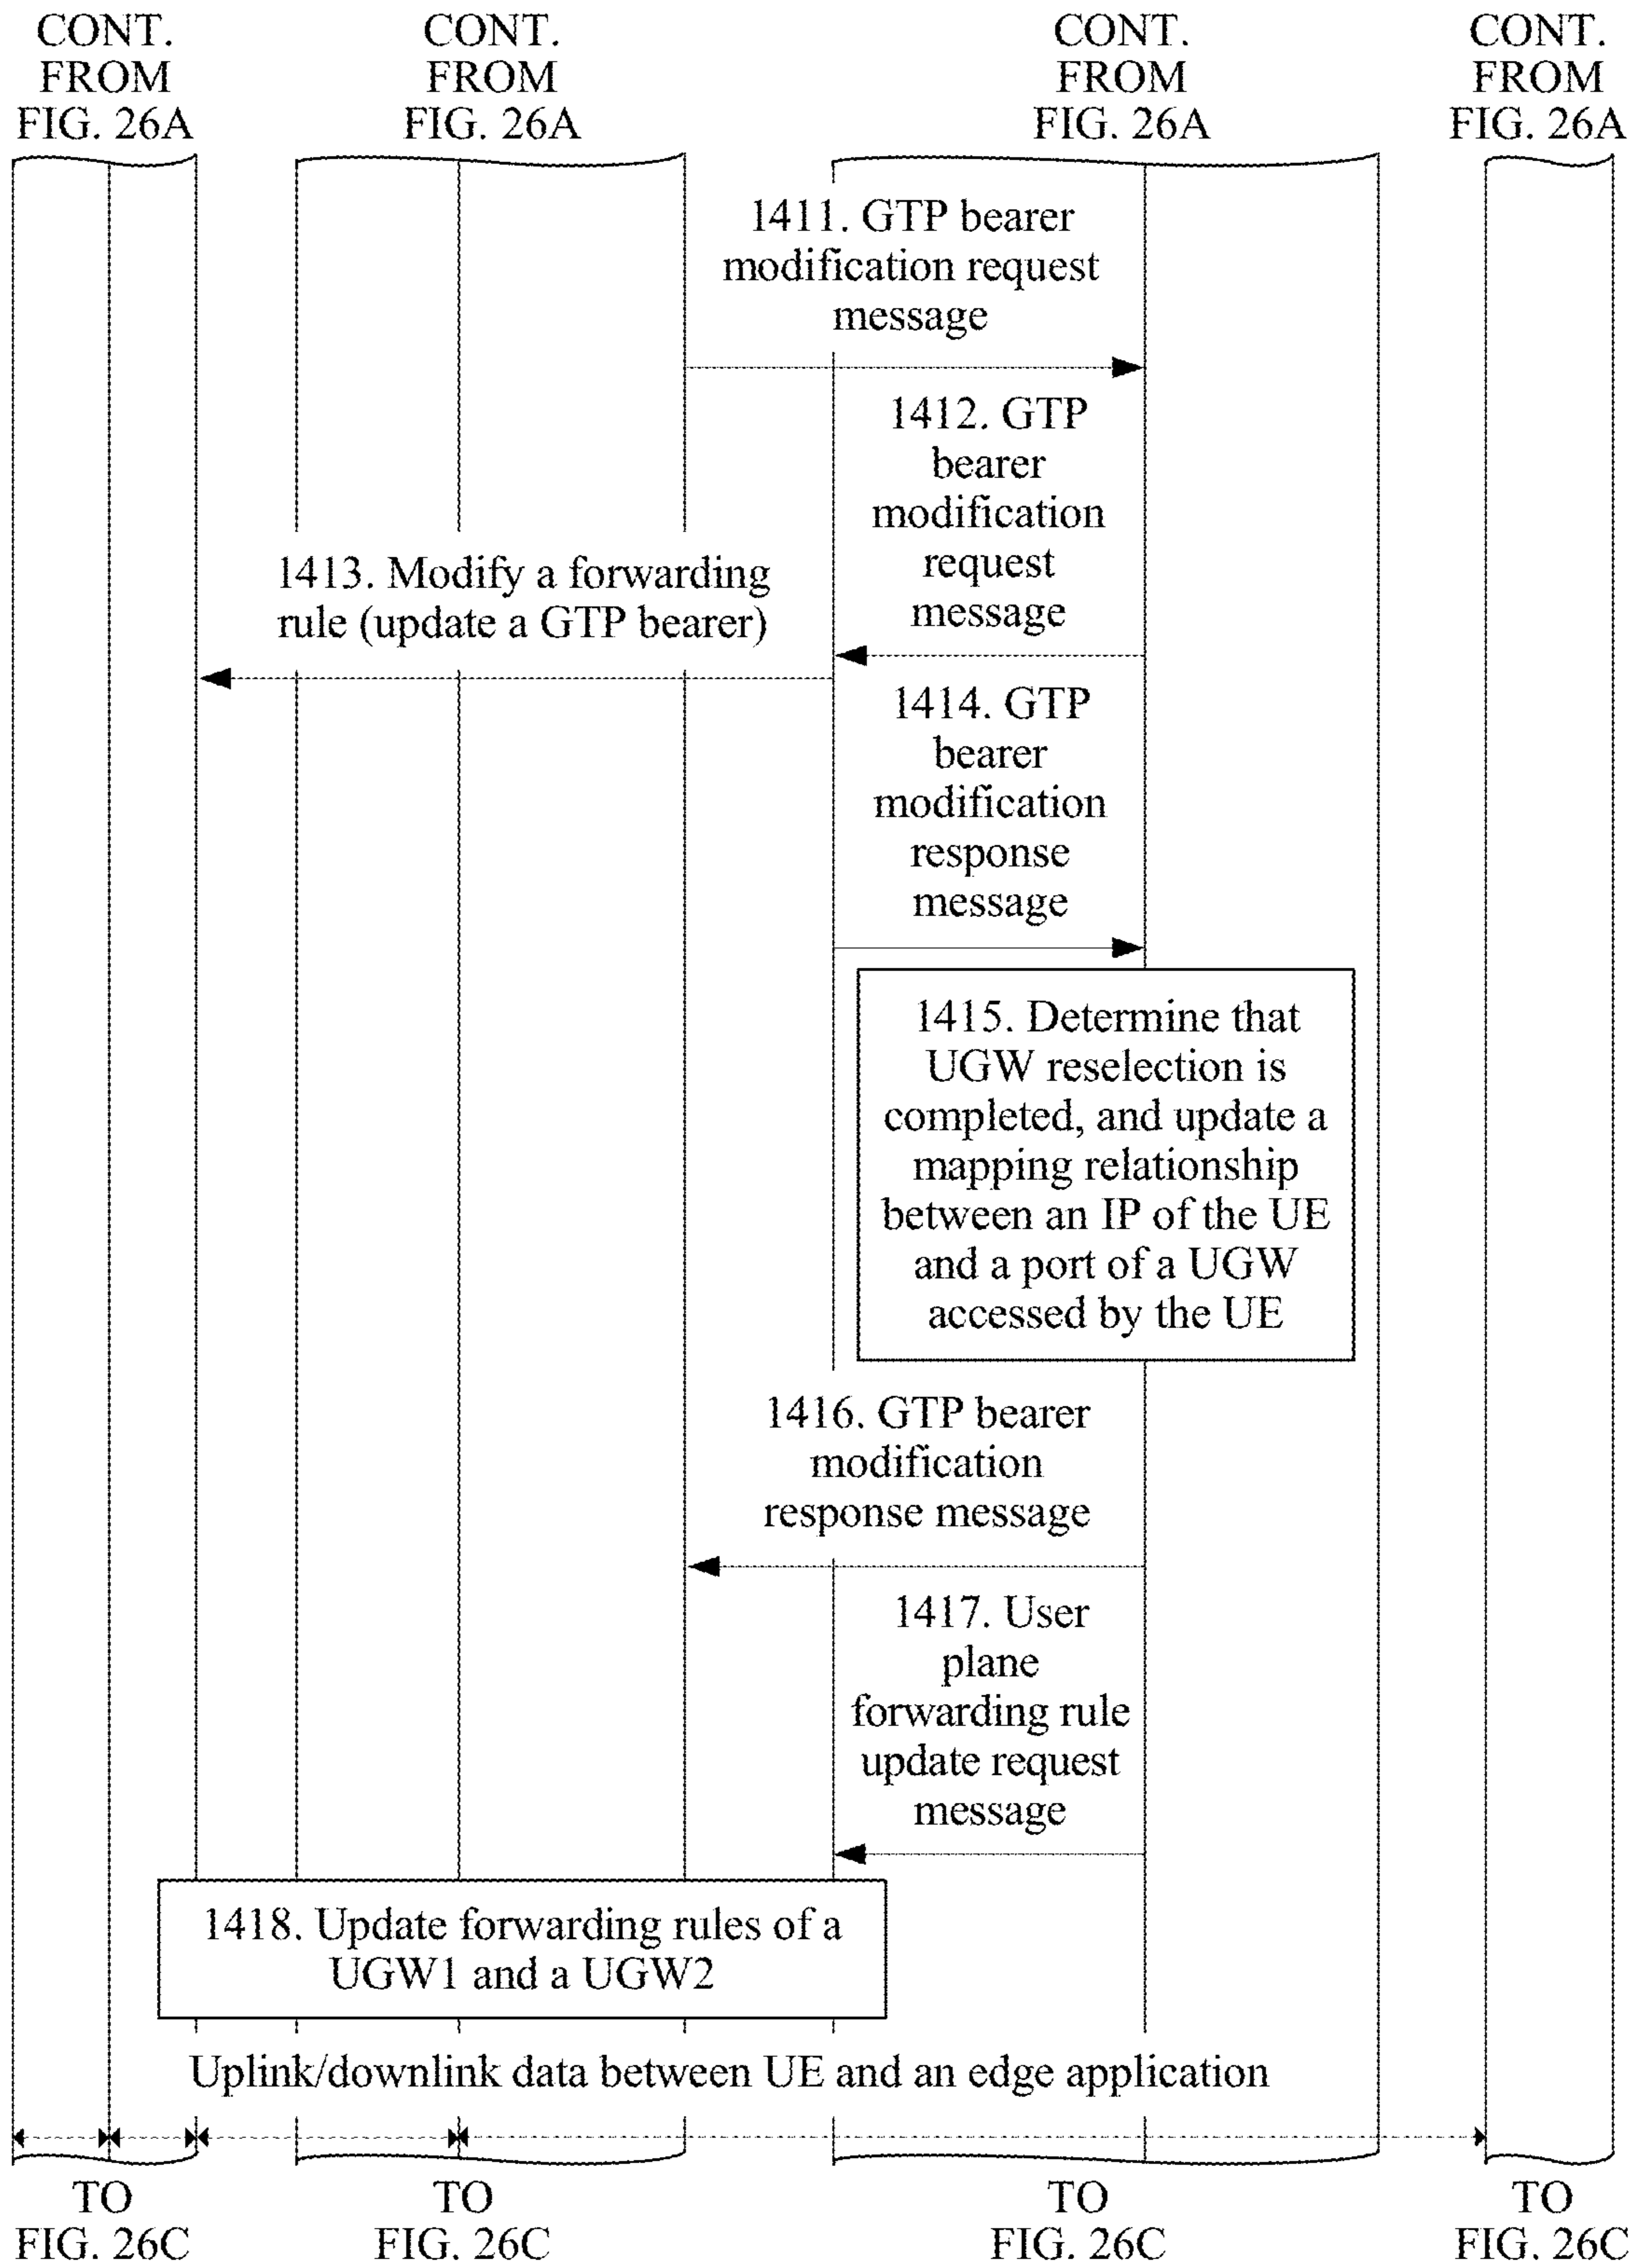 CONT.
FROM
FIG. 26A
CONT.
FROM
FIG. 26A
CONT.
FROM
FIG. 26A
CONT.
FROM
FIG. 26A
1411. GTP bearer
modification request
message
1412. GTP
bearer
modification
request
message
1413. Modify a forwarding
rule (update a GTP bearer)
1414. GTP
bearer
modification
response
message
1415. Determine that
UGW reselection is
completed, and update a
mapping relationship
between an IP of the UE
and a port of a UGW
accessed by the UE
1416. GTP bearer
modification
response message
1417. User
plane
forwarding rule
update request
message
1418. Update forwarding rules of a
UGW1 and a UGW2
Uplink/downlink data between UE and an edge application
TO
FIG. 26C
TO
FIG. 26C
TO
FIG. 26C
TO
FIG. 26C